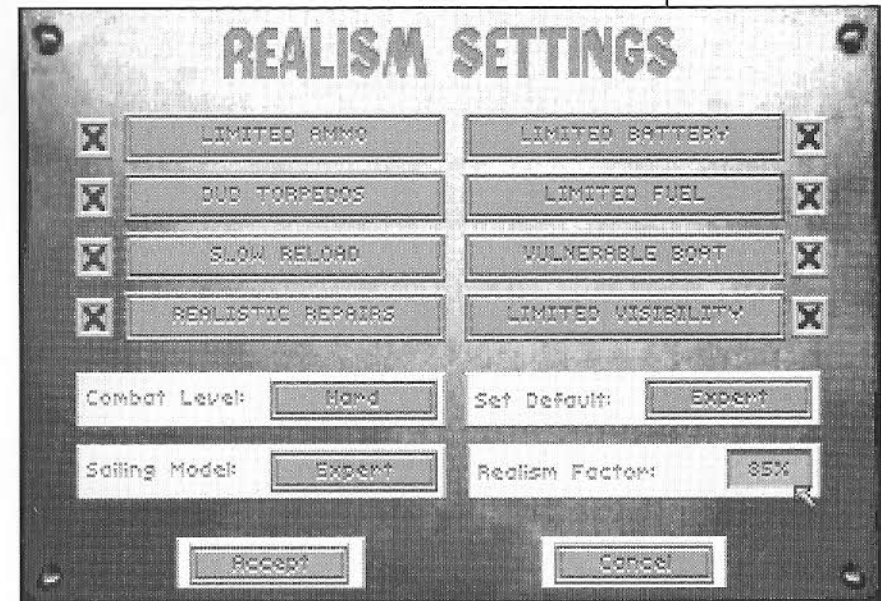 REALISM SETTINGS
LIMITED AMMO
LIMITED BATTERY
DUD TORPEDOS
LIMITED FUEL
SLOW RELOAD
VULNERABLE BOAT
REALISTIC REPAIRS
LIMITED VISIBILITY
Combat Level: Hard
Set Default: Expert
Sailing Model: Expert
Realism Factor: 85%
Accept
Cancel